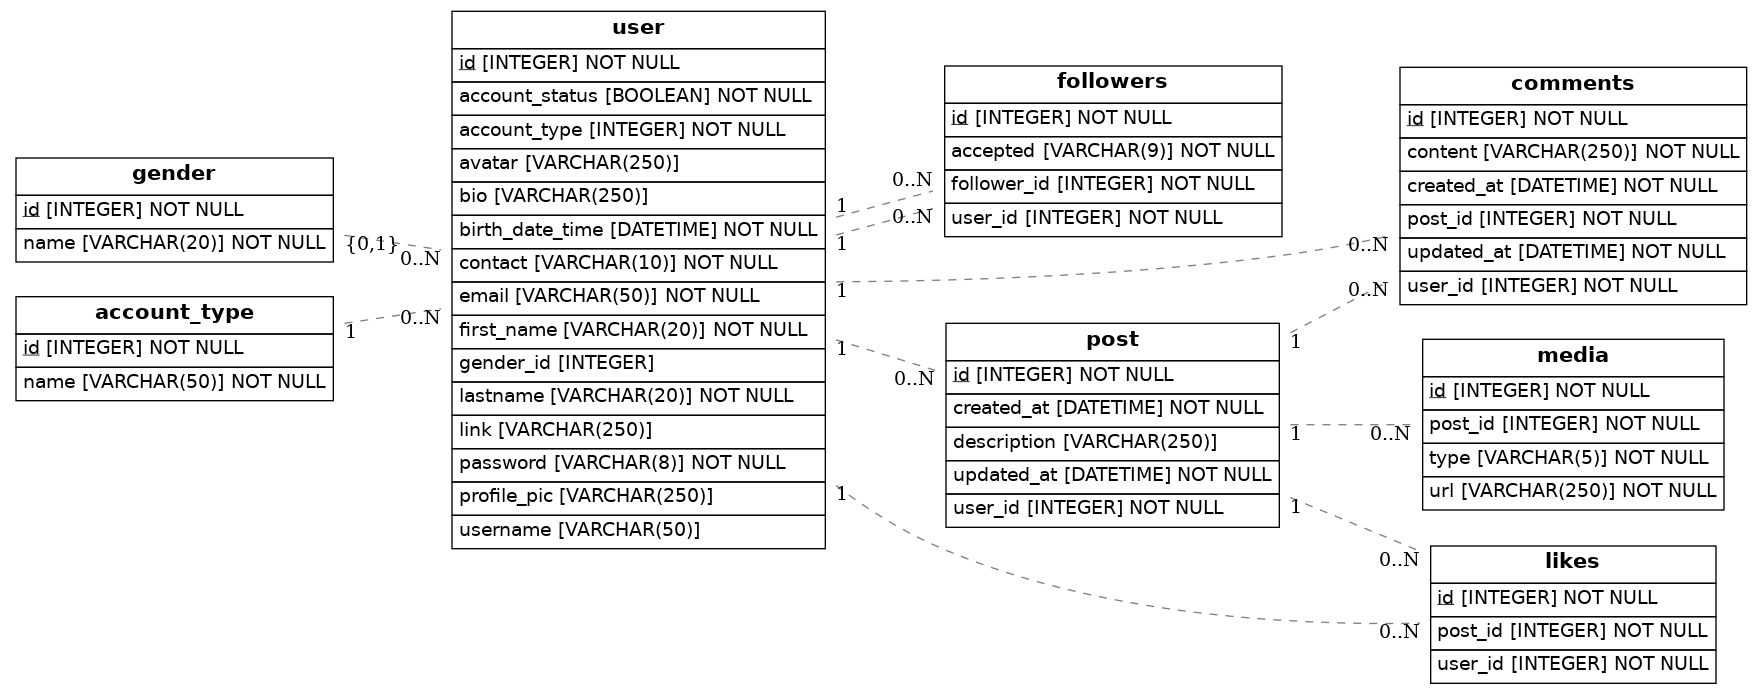 gender
id [INTEGER] NOT NULL
name [VARCHAR(20)] NOT NULL
account_type
id [INTEGER] NOT NULL
name [VARCHAR(50)] NOT NULL
{0,1}
0..N
1
0..N
user
id [INTEGER] NOT NULL
account_status [BOOLEAN] NOT NULL
account_type [INTEGER] NOT NULL
avatar [VARCHAR(250)]
bio [VARCHAR(250)]
birth_date_time [DATETIME] NOT NULL
contact [VARCHAR(10)] NOT NULL
email [VARCHAR(50)] NOT NULL
first_name [VARCHAR(20)] NOT NULL
gender_id [INTEGER]
lastname [VARCHAR(20)] NOT NULL
link [VARCHAR(250)]
password [VARCHAR(8)] NOT NULL
profile_pic [VARCHAR(250)]
username [VARCHAR(50)]
1
0..N
1
0..N
1
0..N
1
0..N
1
0..N
followers
id [INTEGER] NOT NULL
accepted [VARCHAR(9)] NOT NULL
follower_id [INTEGER] NOT NULL
user_id [INTEGER] NOT NULL
post
id [INTEGER] NOT NULL
created_at [DATETIME] NOT NULL
description [VARCHAR(250)]
updated_at [DATETIME] NOT NULL
user_id [INTEGER] NOT NULL
1
0..N
1
0..N
1
0..N
comments
id [INTEGER] NOT NULL
content [VARCHAR(250)] NOT NULL
created_at [DATETIME] NOT NULL
post_id [INTEGER] NOT NULL
updated_at [DATETIME] NOT NULL
user_id [INTEGER] NOT NULL
media
id [INTEGER] NOT NULL
post_id [INTEGER] NOT NULL
type [VARCHAR(5)] NOT NULL
url [VARCHAR(250)] NOT NULL
likes
id [INTEGER] NOT NULL
post_id [INTEGER] NOT NULL
user_id [INTEGER] NOT NULL